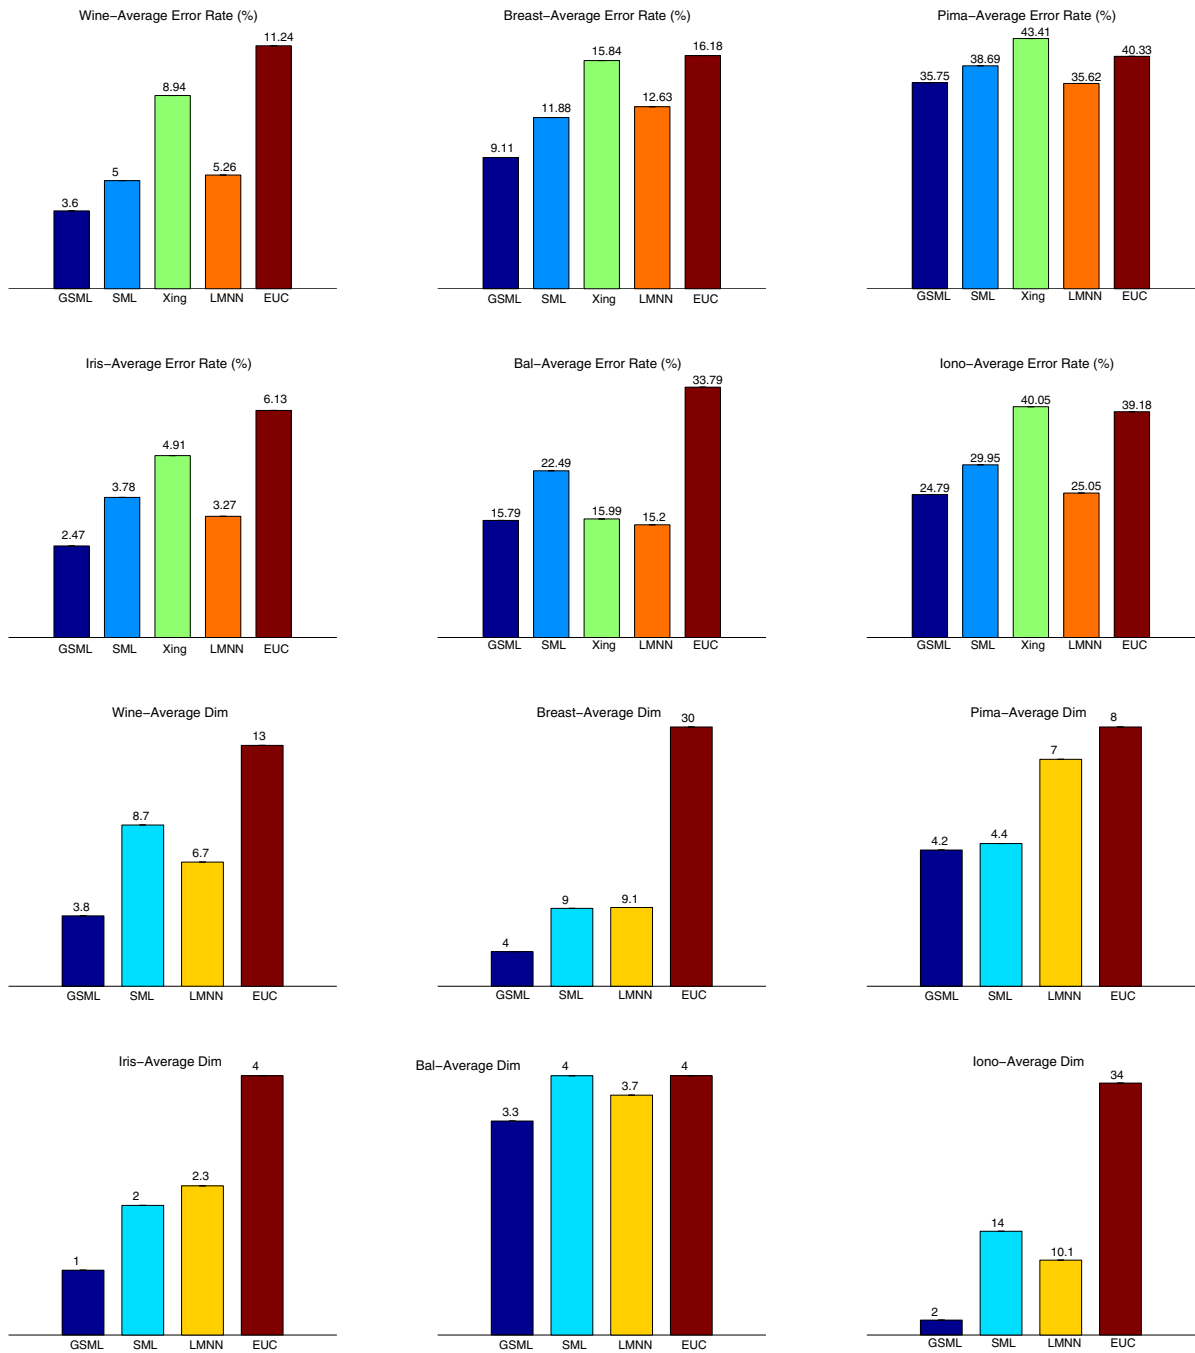 Wine−Average Error Rate (%)
11.24
8.94
5.26
5
3.6
GSML SML Xing LMNN EUC
Breast−Average Error Rate (%)
16.18
15.84
12.63
11.88
9.11
GSML SML Xing LMNN EUC
Pima−Average Error Rate (%)
43.41
40.33
38.69
35.75
35.62
GSML SML Xing LMNN EUC
Iris−Average Error Rate (%)
6.13
4.91
3.78
3.27
2.47
GSML SML Xing LMNN EUC
Bal−Average Error Rate (%)
33.79
22.49
15.79
15.99
15.2
GSML SML Xing LMNN EUC
Iono−Average Error Rate (%)
40.05
39.18
29.95
24.79
25.05
GSML SML Xing LMNN EUC
Wine−Average Dim
13
8.7
6.7
3.8
GSML SML LMNN EUC
Breast−Average Dim
30
9
9.1
4
GSML SML LMNN EUC
Pima−Average Dim
8
7
4.4
4.2
GSML SML LMNN EUC
Iris−Average Dim
4
2.3
2
1
GSML SML LMNN EUC
Bal−Average Dim
4
4
3.7
3.3
GSML SML LMNN EUC
Iono−Average Dim
34
14
10.1
2
GSML SML LMNN EUC